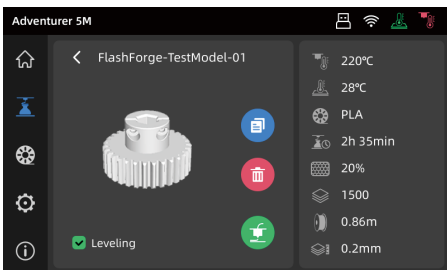 Adventurer 5M
FlashForge-TestModel-01
Leveling
220℃
28℃
PLA
2h 35min
20%
1500
0.86m
0.2mm